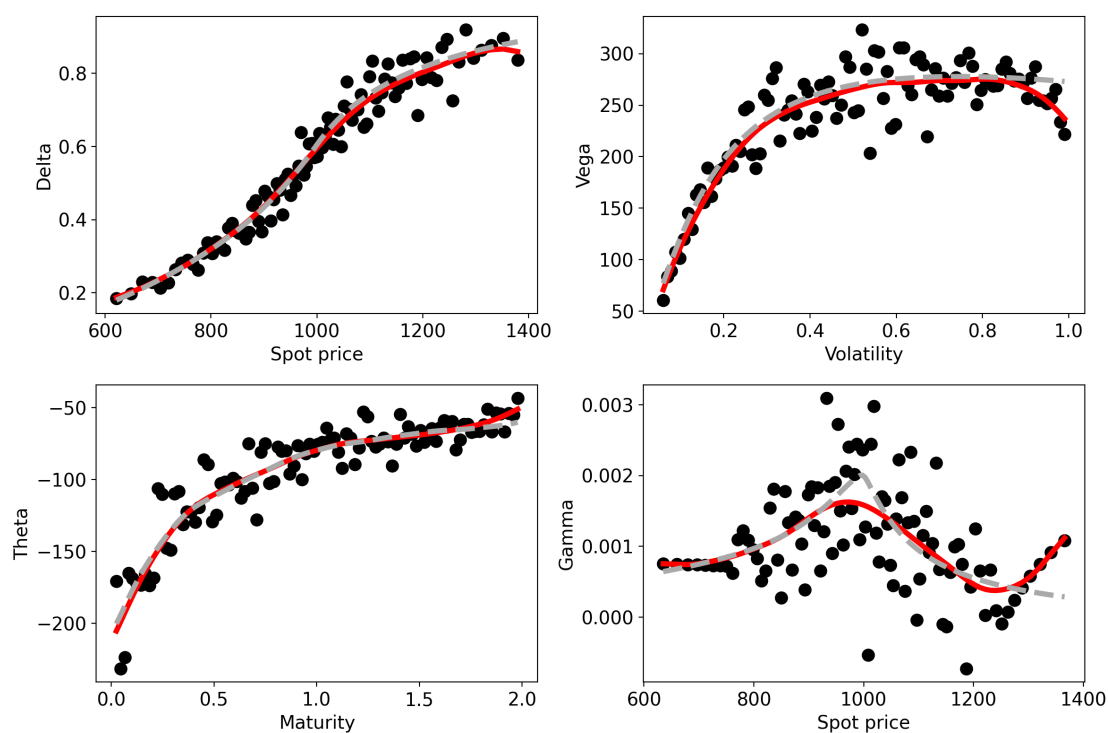 0.8
0.6
0.4
0.2
Delta
600 800 1000 1200 1400
Spot price
300
250
200
150
100
50
Vega
0.2 0.4 0.6 0.8 1.0
Volatility
−50
−100
−150
−200
Theta
0.0 0.5 1.0 1.5 2.0
Maturity
0.003
0.002
0.001
0.000
Gamma
600 800 1000 1200 1400
Spot price